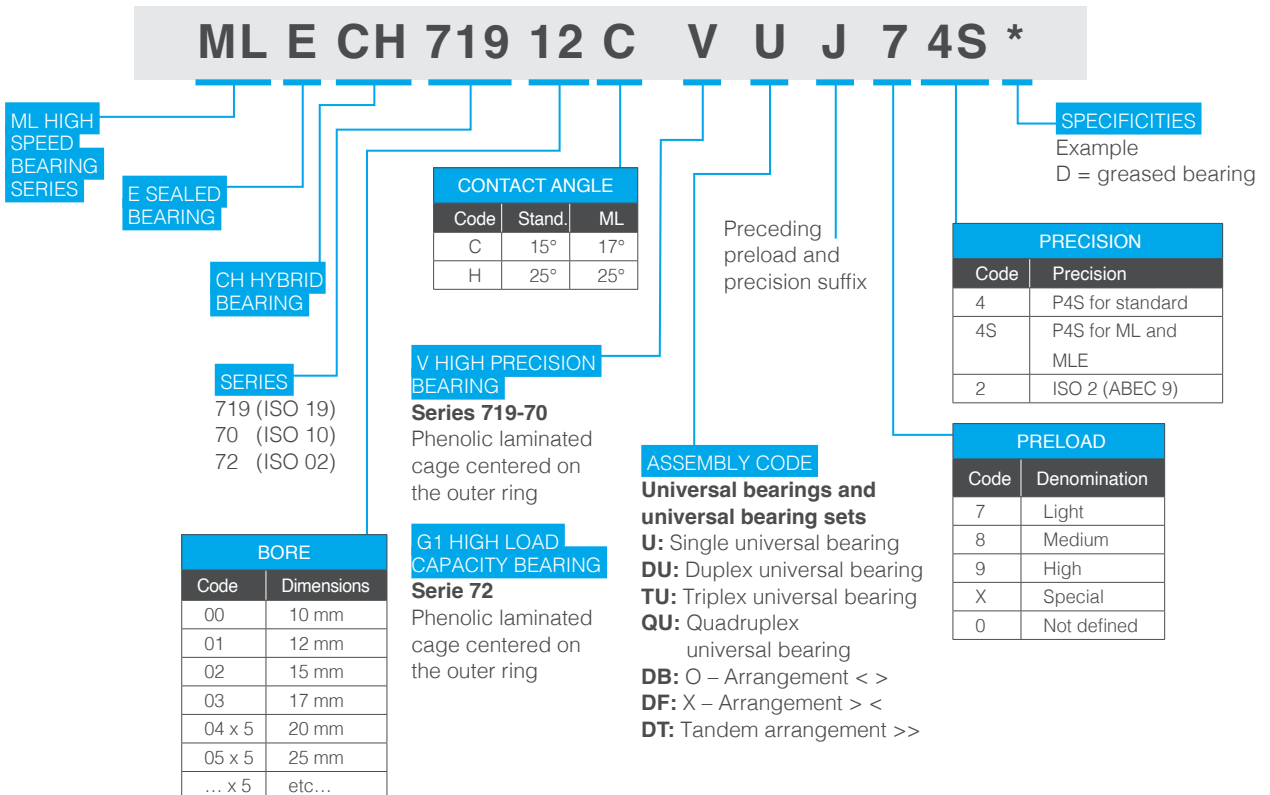 ML E CH 719 12 C V U J 7 4S *
ML HIGH
SPEED
BEARING
SERIES
E SEALED
BEARING
CH HYBRID
BEARING
SERIES
719 (ISO 19)
70 (ISO 10)
72 (ISO 02)
BORE
Code Dimensions
00 10 mm
01 12 mm
02 15 mm
03 17 mm
04 x 5 20 mm
05 x 5 25 mm
… x 5 etc…
CONTACT ANGLE
Code Stand. ML
C 15° 17°
H 25° 25°
V HIGH PRECISION
BEARING
Series 719-70
Phenolic laminated
cage centered on
the outer ring
G1 HIGH LOAD
CAPACITY BEARING
Serie 72
Phenolic laminated
cage centered on
the outer ring
ASSEMBLY CODE
Universal bearings and
universal bearing sets
U: Single universal bearing
DU: Duplex universal bearing
TU: Triplex universal bearing
QU: Quadruplex
universal bearing
DB: O – Arrangement < >
DF: X – Arrangement > <
DT: Tandem arrangement >>
Preceding
preload and
precision suffix
SPECIFICITIES
Example
D = greased bearing
PRECISION
Code Precision
4 P4S for standard
4S P4S for ML and
MLE
2 ISO 2 (ABEC 9)
PRELOAD
Code Denomination
7 Light
8 Medium
9 High
X Special
0 Not defined